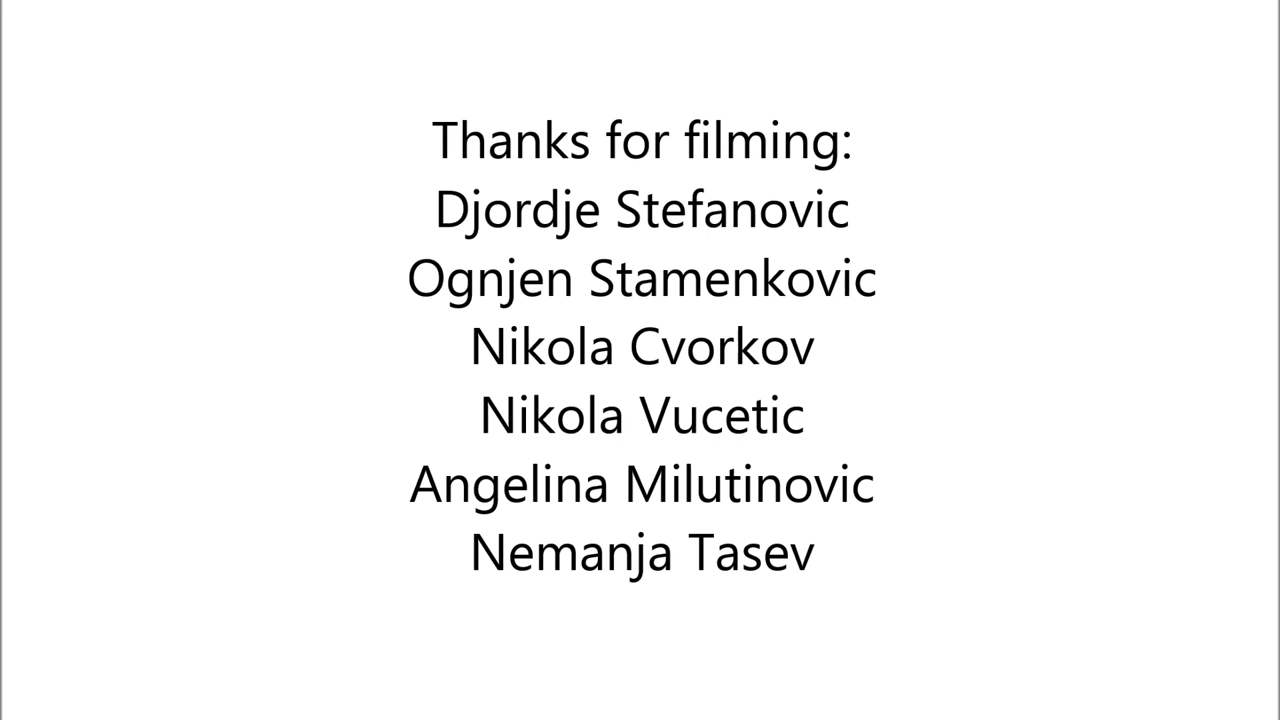 Thanks for filming:
Djordje Stefanovic
Ognjen Stamenkovic
Nikola Cvorkov
Nikola Vucetic
Angelina Milutinovic
Nemanja Tasev